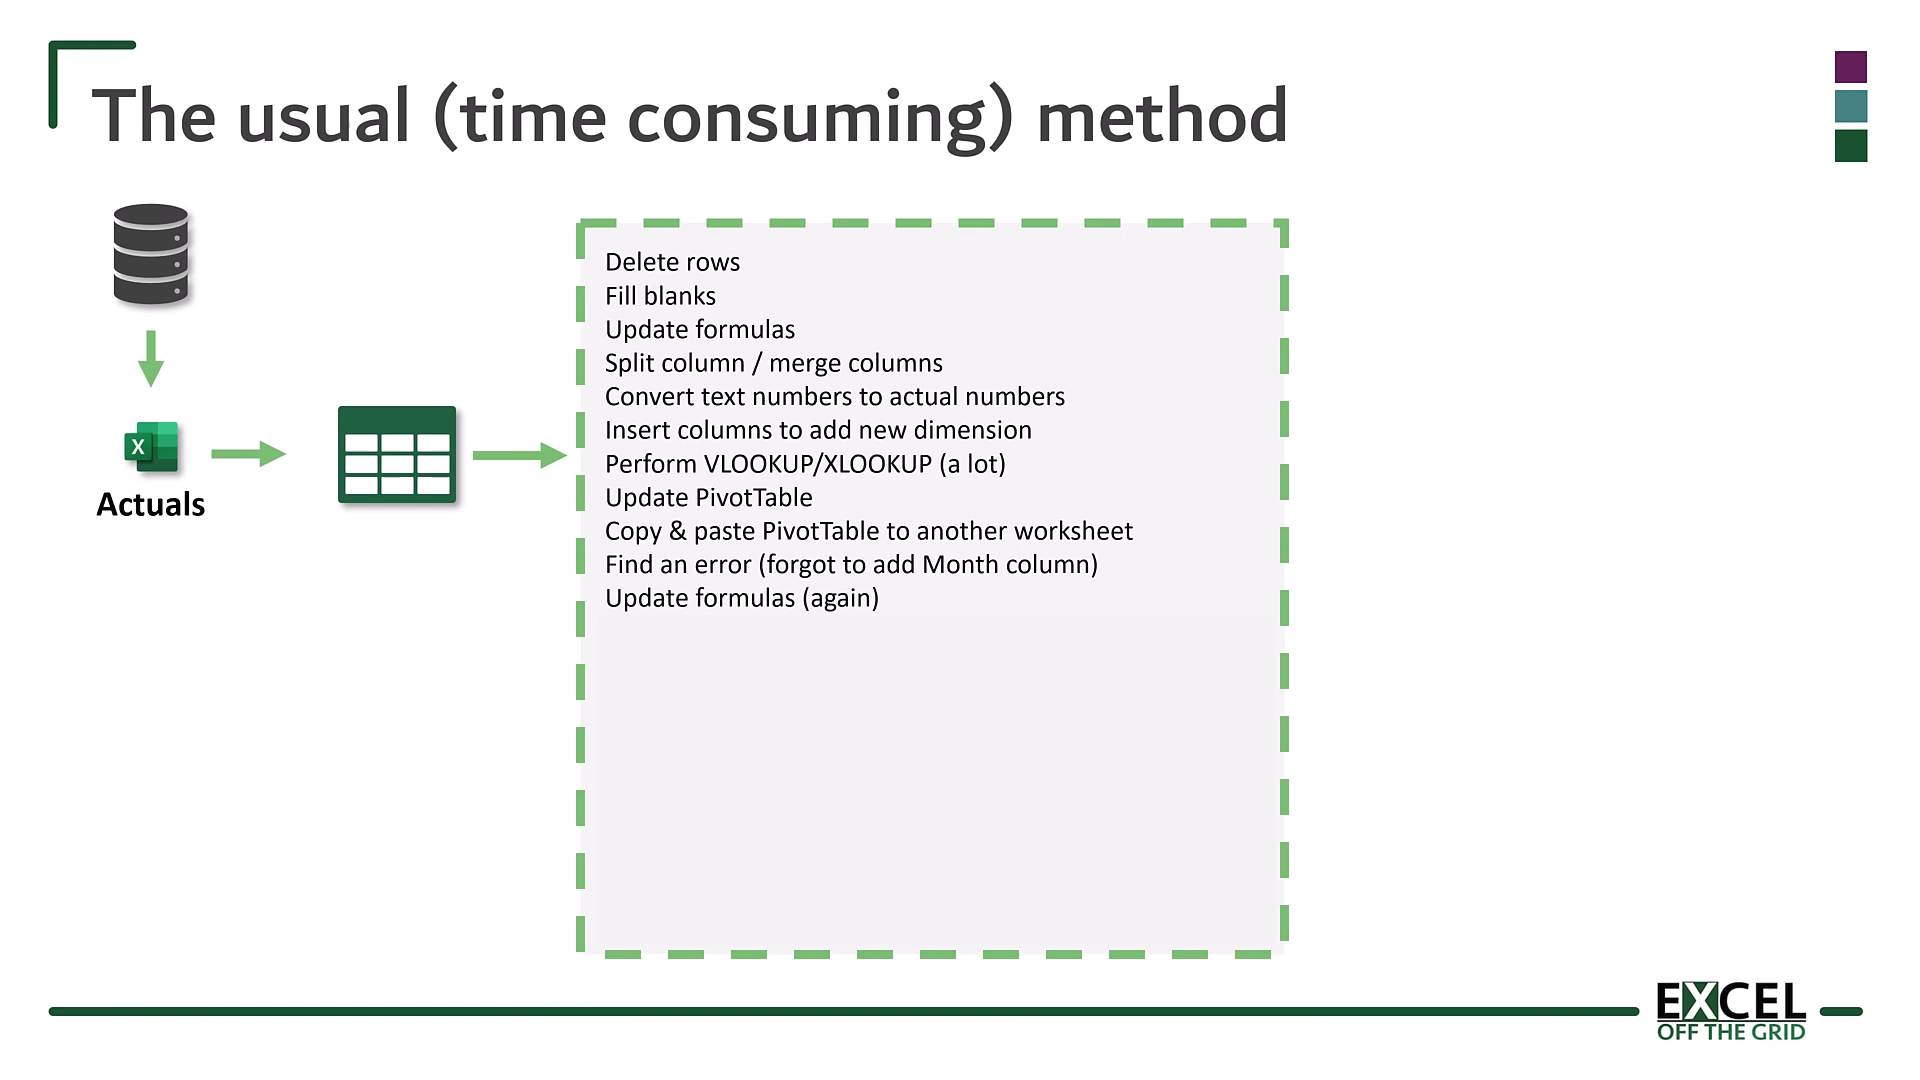 The usual (time consuming) method
Delete rows
Fill blanks
Update formulas
Split column / merge columns
Convert text numbers to actual numbers
Insert columns to add new dimension
Perform VLOOKUP/XLOOKUP (a lot)
Update PivotTable
Copy & paste PivotTable to another worksheet
Find an error (forgot to add Month column)
Update formulas (again)
X
Actuals
EXCEL
OFF THE GRID